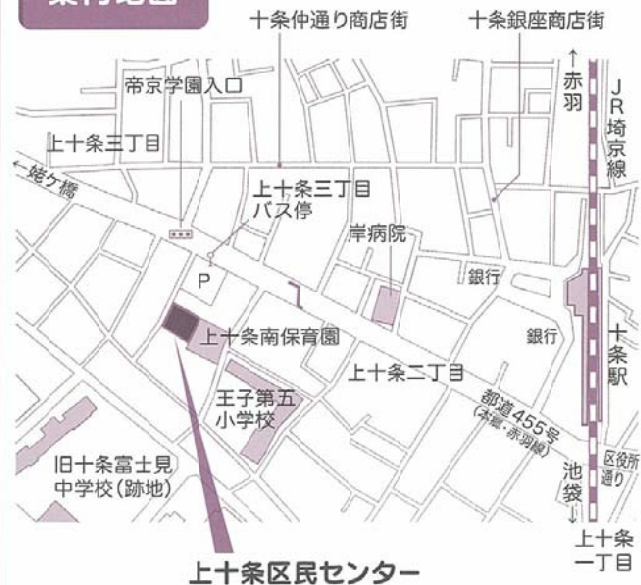 案内地図
十条仲通り商店街
十条銀座商店街
←赤羽
JR埼京線
帝京学園入口
上十条三丁目
←姥ケ橋
上十条三丁目
バス停
岸病院
P
銀行
上十条南保育園
銀行
十条駅
上十条二丁目
王子第五
小学校
都道455号
(本郷・赤羽線)
旧十条富士見
中学校(跡地)
区役所
通り
池袋→
上十条
一丁目
上十条区民センター